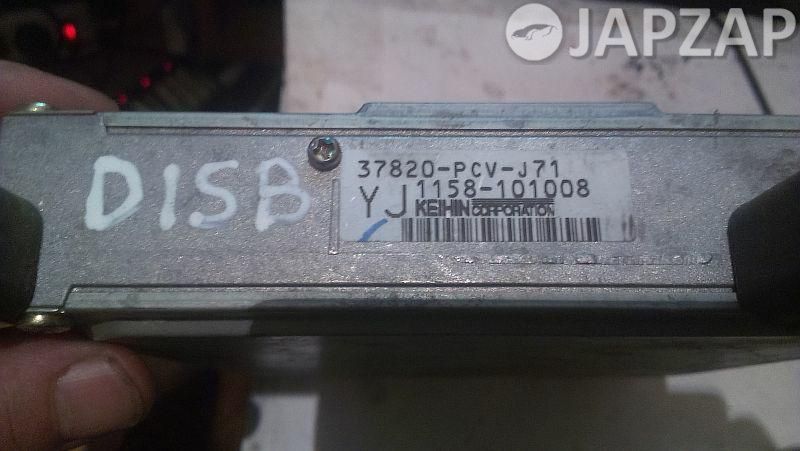 JAPZAP
D15B
37820-PCV-J71
YJ 1158-101008
KEIHIN CORPORATION